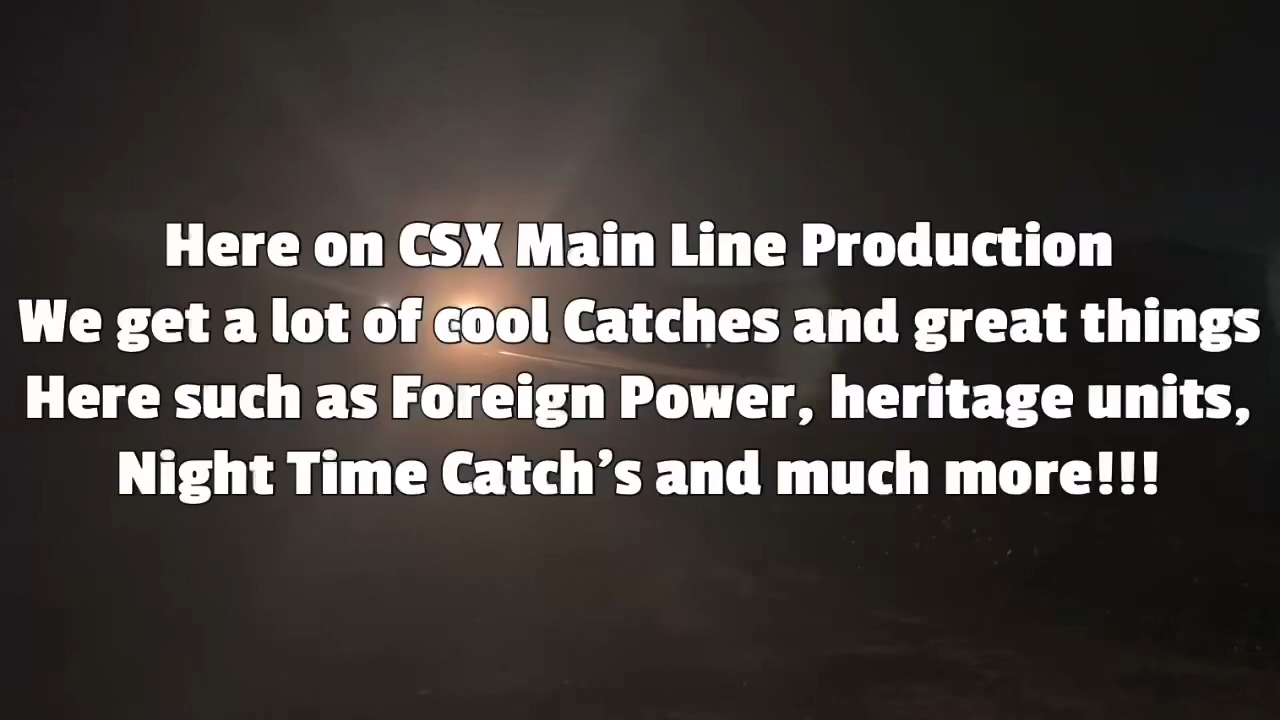 Here on CSX Main Line Production
We get a lot of cool Catches and great things
Here such as Foreign Power, heritage units,
Night Time Catch’s and much more!!!